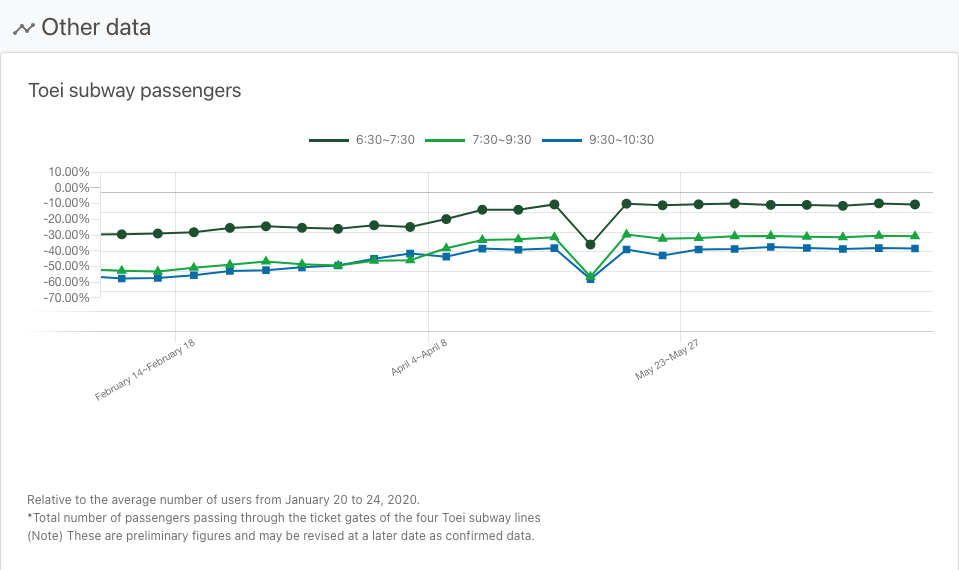 Other data
Toei subway passengers
6:30~7:30 7:30~9:30 9:30~10:30
10.00%
0.00%
-10.00%
-20.00%
-30.00%
-40.00%
-50.00%
-60.00%
-70.00%
February 14~February 18
April 4~April 8
May 23~May 27
Relative to the average number of users from January 20 to 24, 2020.
*Total number of passengers passing through the ticket gates of the four Toei subway lines
(Note) These are preliminary figures and may be revised at a later date as confirmed data.